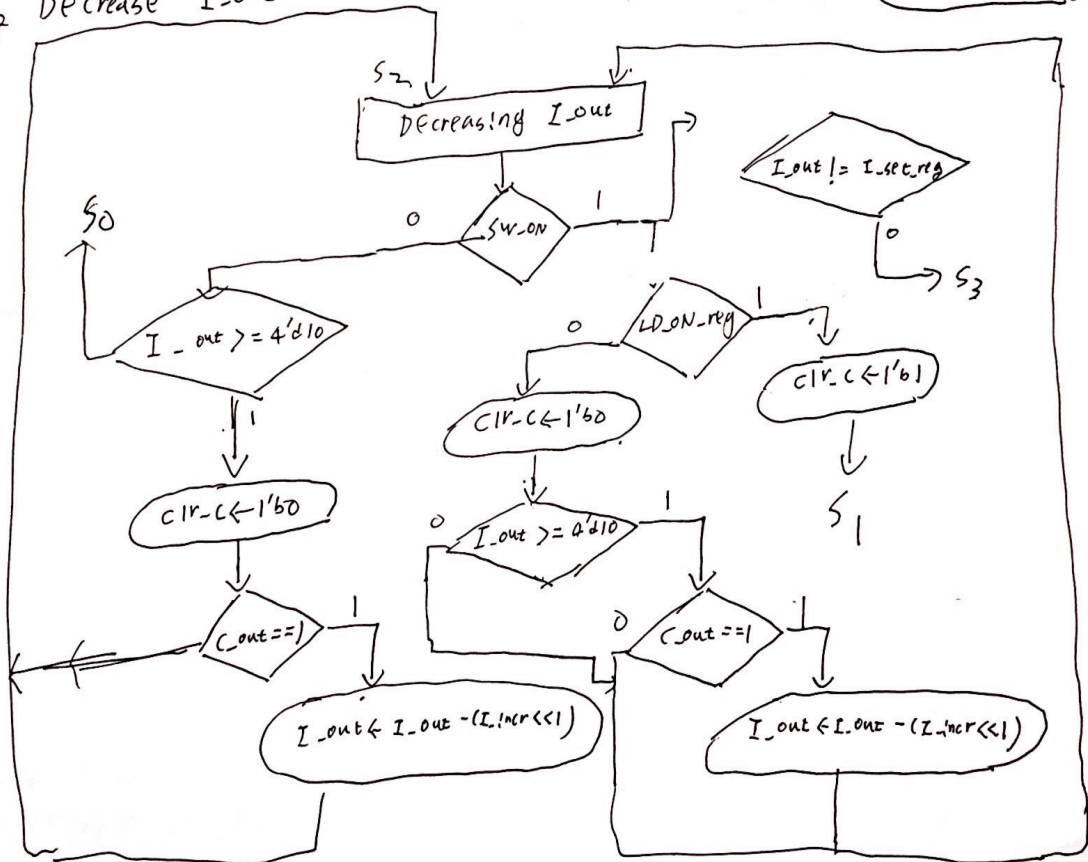 Decrease
S2
DEcreasing I_out
I_out != I_set_reg
S0
0
SW_ON
1
0
S3
I_out >= 4'd10
0
LD_ON_reg
1
1
clr_c ← 1'b0
clr_c ← 1'b1
clr_c ← 1'b0
0
I_out >= 4'd10
1
S1
C_out==1
1
0
C_out==1
1
I_out ← I_out - (I_incr<<1)
I_out ← I_out - (I_incr<<1)